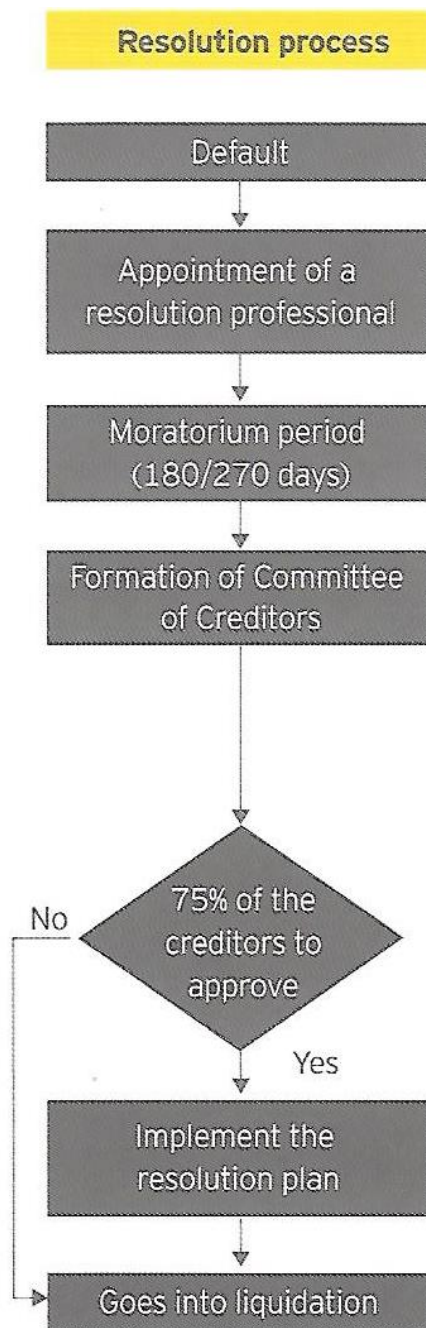 Resolution process
Default
Appointment of a
resolution professional
Moratorium period
(180/270 days)
Formation of Committee
of Creditors
75% of the
creditors to
approve
No
Yes
Implement the
resolution plan
Goes into liquidation